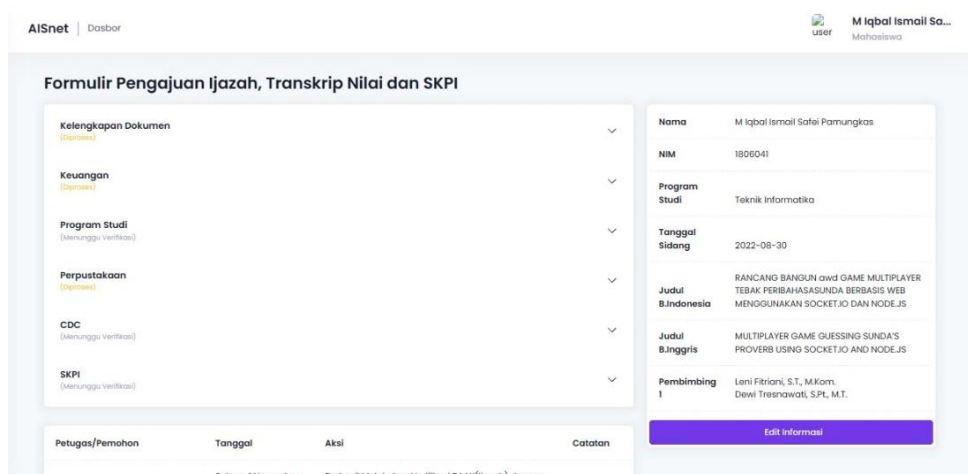 AISnet | Dasbor
user
M Iqbal Ismail Sa...
Mahasiswa
Formulir Pengajuan Ijazah, Transkrip Nilai dan SKPI
Kelengkapan Dokumen
(Diproses)
Keuangan
(Diproses)
Program Studi
(Menunggu Verifikasi)
Perpustakaan
(Diproses)
CDC
(Menunggu Verifikasi)
SKPI
(Menunggu Verifikasi)
Nama M Iqbal Ismail Safei Pamungkas
NIM 1806041
Program
Studi Teknik Informatika
Tanggal
Sidang 2022-08-30
RANCANG BANGUN awd GAME MULTIPLAYER
Judul TEBAK PERIBAHASASUNDA BERBASIS WEB
B.Indonesia MENGGUNAKAN SOCKET.IO DAN NODE.JS
Judul MULTIPLAYER GAME GUESSING SUNDA'S
B.Inggris PROVERB USING SOCKET.IO AND NODE.JS
Pembimbing Leni Fitriani, S.T., M.Kom.
1 Dewi Tresnawati, S.Pt., M.T.
Edit Informasi
Petugas/Pemohon Tanggal Aksi Catatan